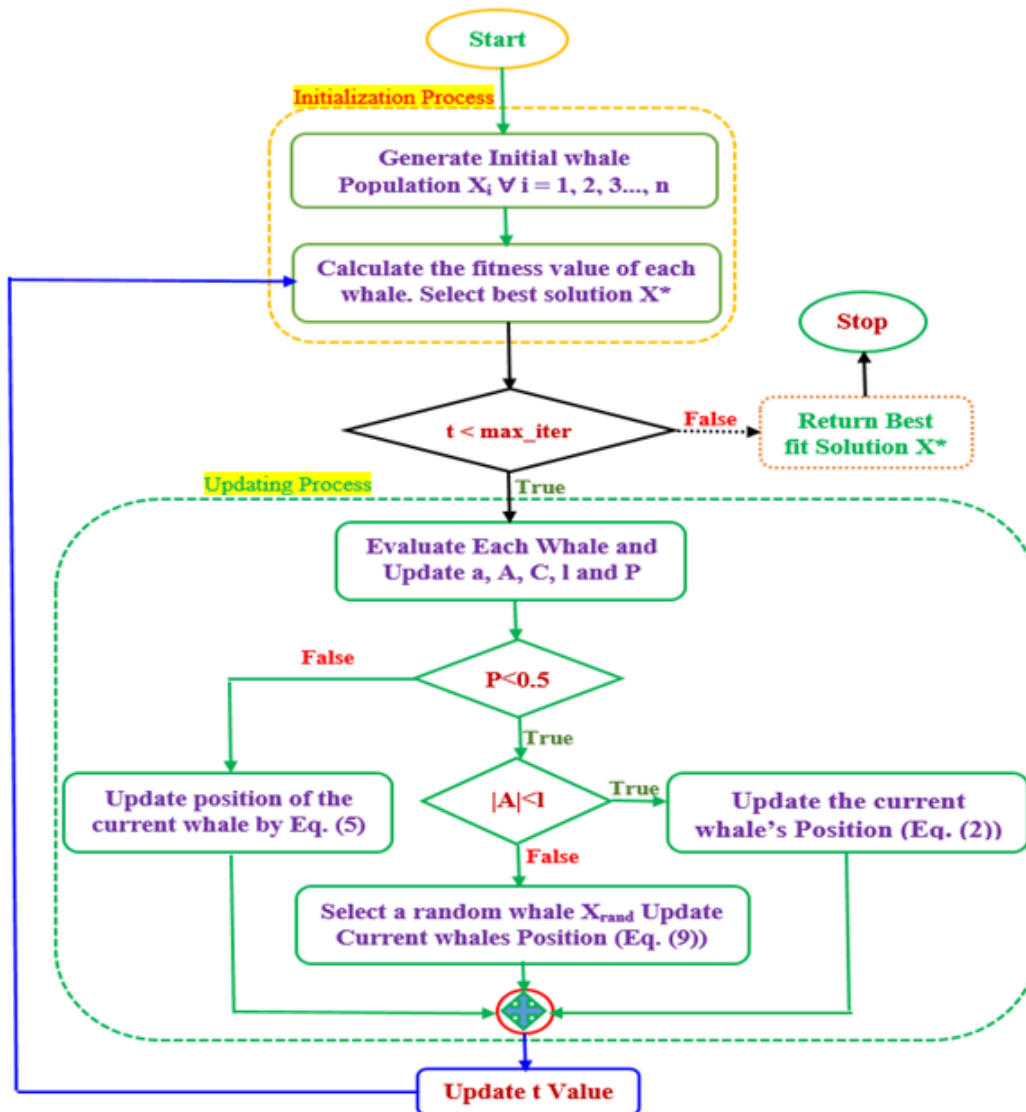 Start
Initialization Process
Generate Initial whale
Population Xᵢ ∀ i = 1, 2, 3..., n
Calculate the fitness value of each
whale. Select best solution X*
Stop
t < max_iter
False
Return Best
fit Solution X*
Updating Process
True
Evaluate Each Whale and
Update a, A, C, l and P
False
P<0.5
True
Update position of the
current whale by Eq. (5)
|A|<l
True
Update the current
whale’s Position (Eq. (2))
False
Select a random whale Xrand Update
Current whales Position (Eq. (9))
Update t Value